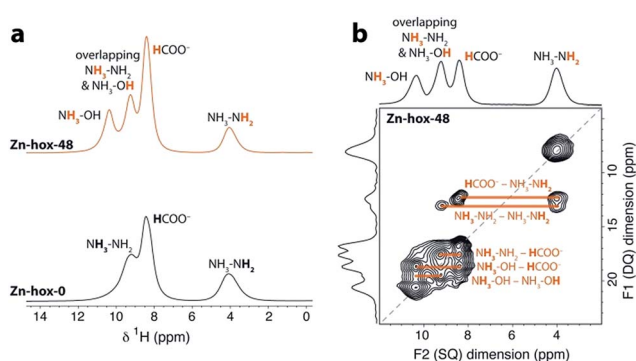 a
overlapping
NH₃-NH₂
& NH₃-OH
HCOO⁻
NH₃-OH
NH₃-NH₂
Zn-hox-48
HCOO⁻
NH₃-NH₂
NH₃-NH₂
Zn-hox-0
14 12 10 8 6 4 2 0
δ ¹H (ppm)
b
overlapping
NH₃-NH₂
& NH₃-OH
HCOO⁻
NH₃-OH
NH₃-NH₂
Zn-hox-48
HCOO⁻ – NH₃-NH₂
NH₃-NH₂ – NH₃-NH₂
NH₃-NH₂ – HCOO⁻
NH₃-OH – HCOO⁻
NH₃-OH – NH₃-OH
10
15
20
F1 (DQ) dimension (ppm)
10 8 6 4
F2 (SQ) dimension (ppm)